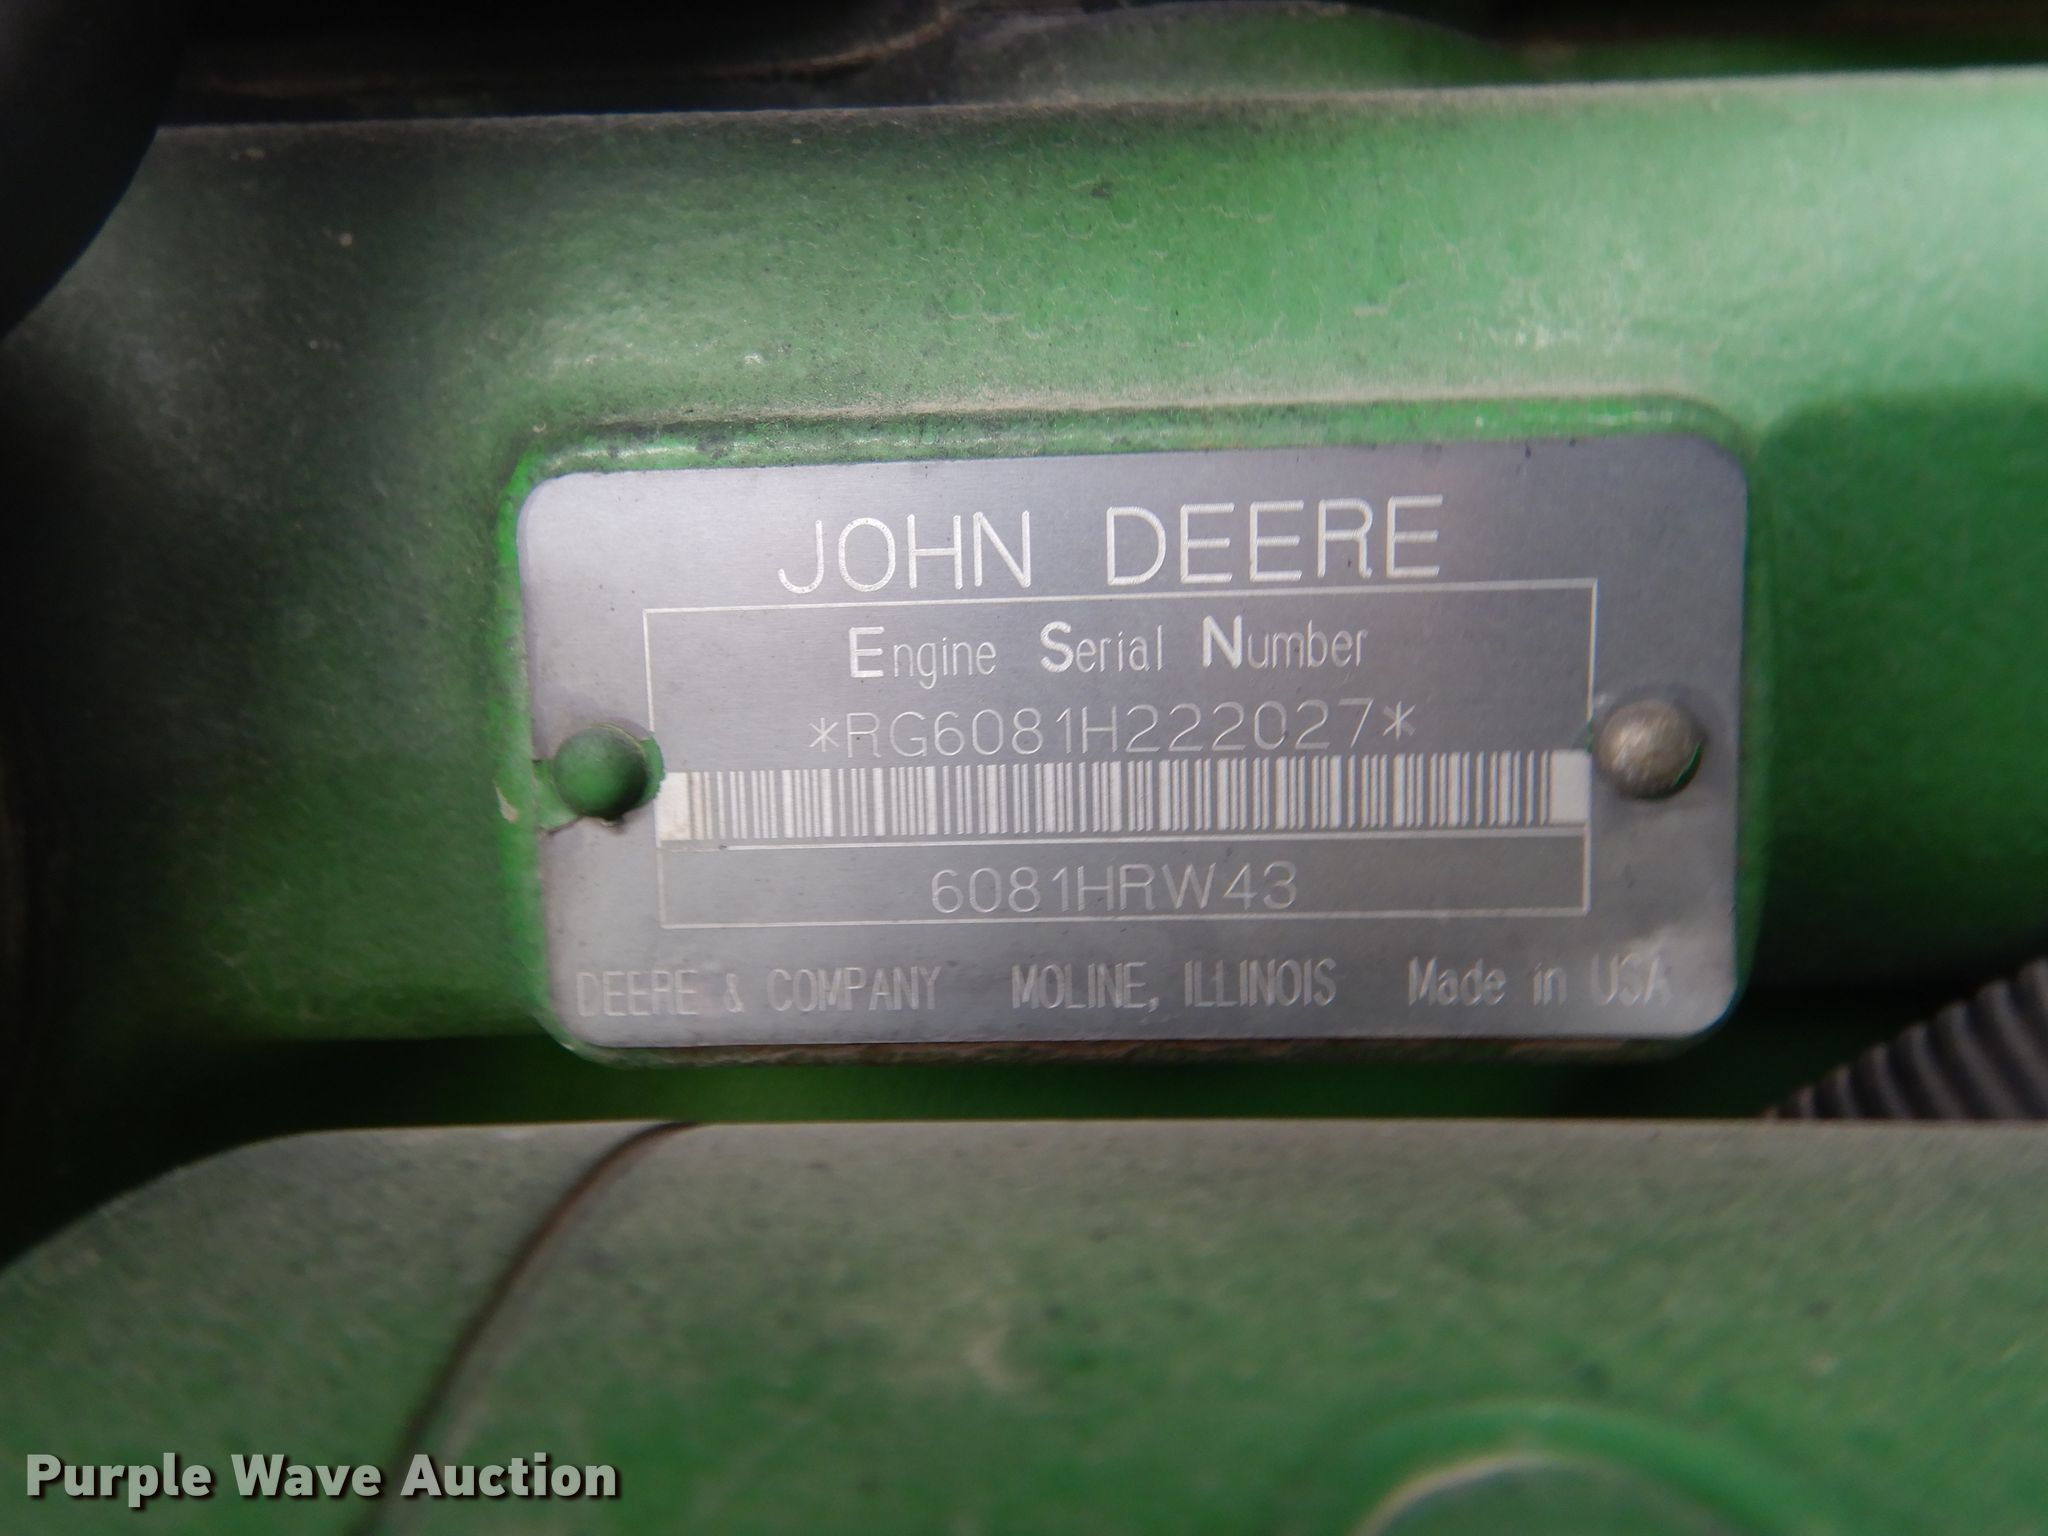 JOHN DEERE
Engine Serial Number
*RG6081H222027*
6081HRW43
DEERE & COMPANY MOLINE, ILLINOIS Made in USA
Purple Wave Auction